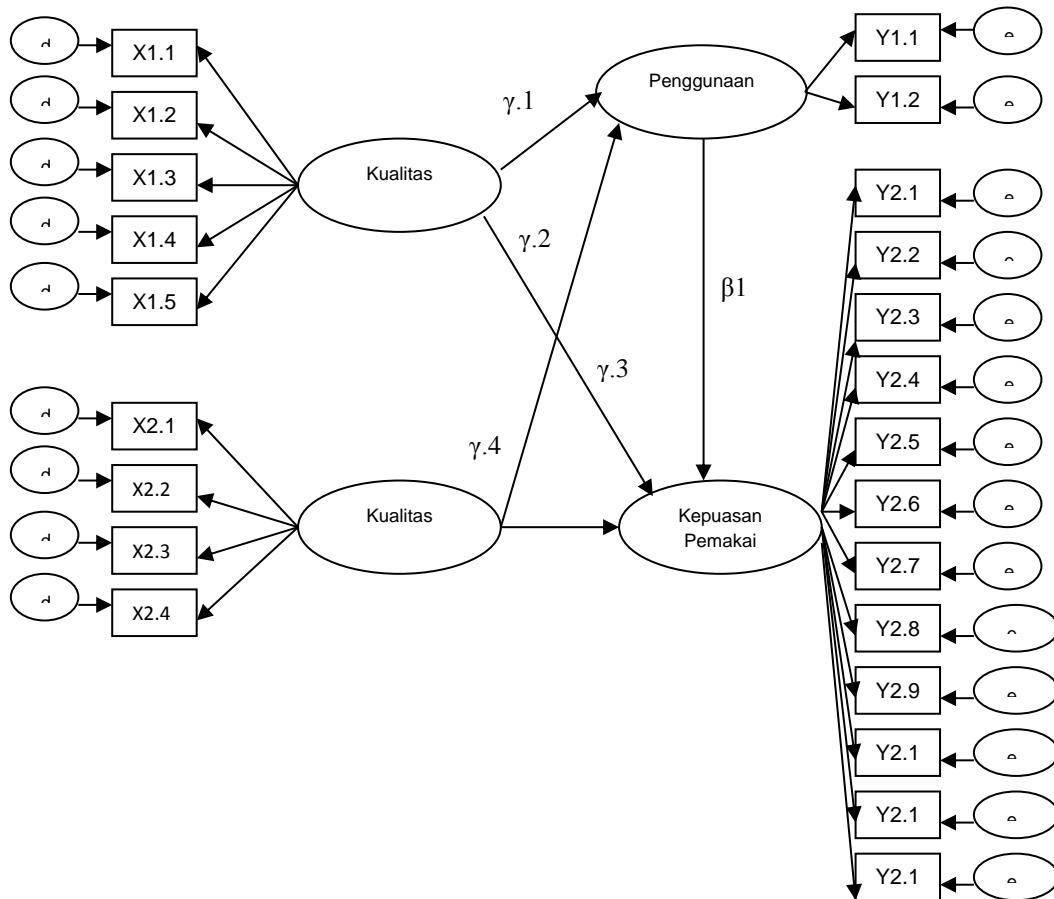 X1.1
X1.2
X1.3
X1.4
X1.5
Kualitas
γ.1
γ.2
Penggunaan
Y1.1
Y1.2
X2.1
X2.2
X2.3
X2.4
Kualitas
γ.3
γ.4
β1
Kepuasan
Pemakai
Y2.1
Y2.2
Y2.3
Y2.4
Y2.5
Y2.6
Y2.7
Y2.8
Y2.9
Y2.1
Y2.1
Y2.1